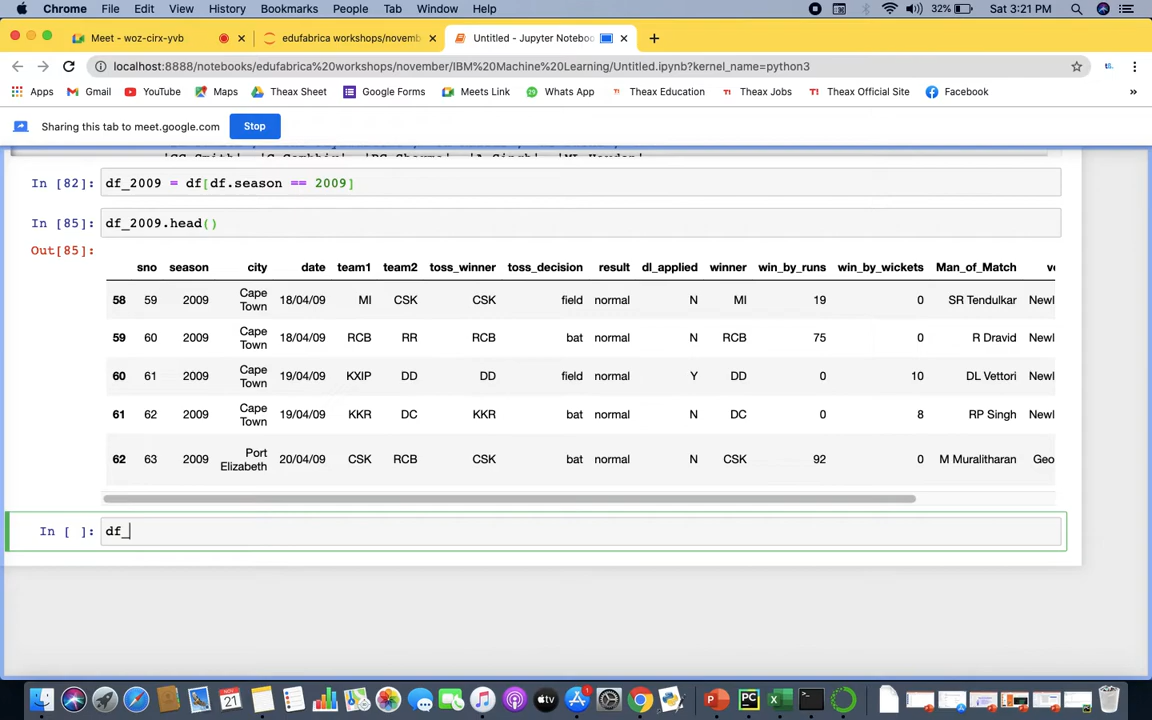 Chrome File Edit View History Bookmarks People Tab Window Help 32% Sat 3:21 PM
Meet - woz-cirx-yvb edufabrica workshops/novemb Untitled - Jupyter Noteboo
localhost:8888/notebooks/edufabrica%20workshops/november/IBM%20Machine%20Learning/Untitled.ipynb?kernel_name=python3
Apps Gmail YouTube Maps Theax Sheet Google Forms Meets Link Whats App Theax Education Theax Jobs Theax Official Site Facebook »
Sharing this tab to meet.google.com Stop
In [82]: df_2009 = df[df.season == 2009]
In [85]: df_2009.head()
Out[85]:
sno season city date team1 team2 toss_winner toss_decision result dl_applied winner win_by_runs win_by_wickets Man_of_Match ve
58 59 2009 Cape Town 18/04/09 MI CSK CSK field normal N MI 19 0 SR Tendulkar Newl
59 60 2009 Cape Town 18/04/09 RCB RR RCB bat normal N RCB 75 0 R Dravid Newl
60 61 2009 Cape Town 19/04/09 KXIP DD DD field normal Y DD 0 10 DL Vettori Newl
61 62 2009 Cape Town 19/04/09 KKR DC KKR bat normal N DC 0 8 RP Singh Newl
62 63 2009 Port Elizabeth 20/04/09 CSK RCB CSK bat normal N CSK 92 0 M Muralitharan Geo
In [ ]: df_